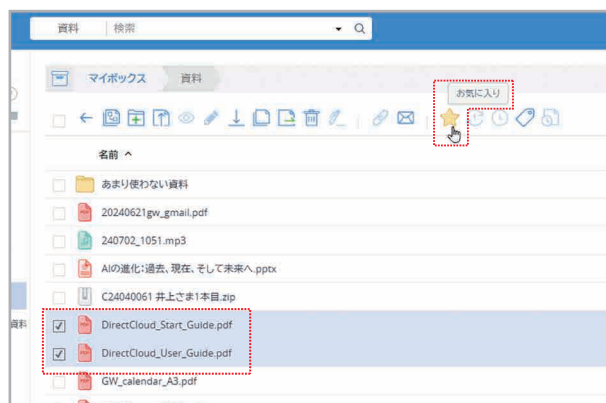 資料 検索
マイボックス 資料
お気に入り
名前
あまり使わない資料
20240621gw_gmail.pdf
240702_1051.mp3
AIの進化:過去、現在、そして未来へ.pptx
C24040061 井上さま1本目.zip
資料
DirectCloud_Start_Guide.pdf
DirectCloud_User_Guide.pdf
GW_calendar_A3.pdf